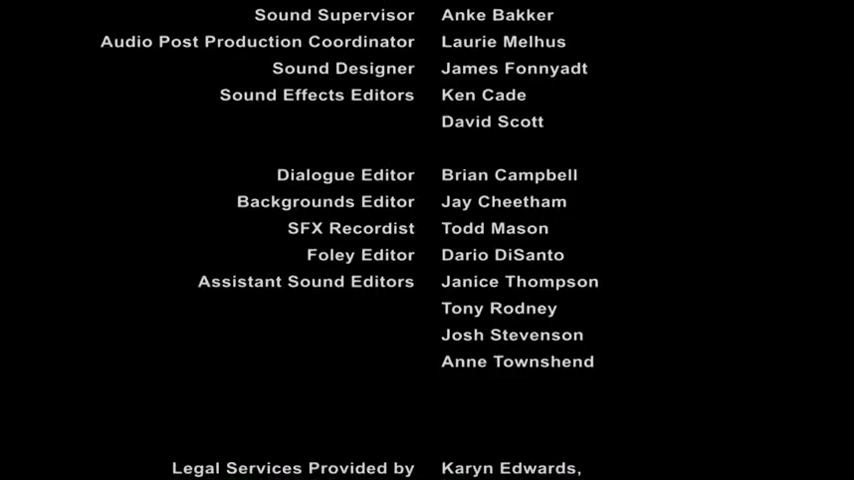 Sound Supervisor Anke Bakker
Audio Post Production Coordinator Laurie Melhus
Sound Designer James Fonnyadt
Sound Effects Editors Ken Cade
David Scott
Dialogue Editor Brian Campbell
Backgrounds Editor Jay Cheetham
SFX Recordist Todd Mason
Foley Editor Dario DiSanto
Assistant Sound Editors Janice Thompson
Tony Rodney
Josh Stevenson
Anne Townshend
Legal Services Provided by Karyn Edwards,